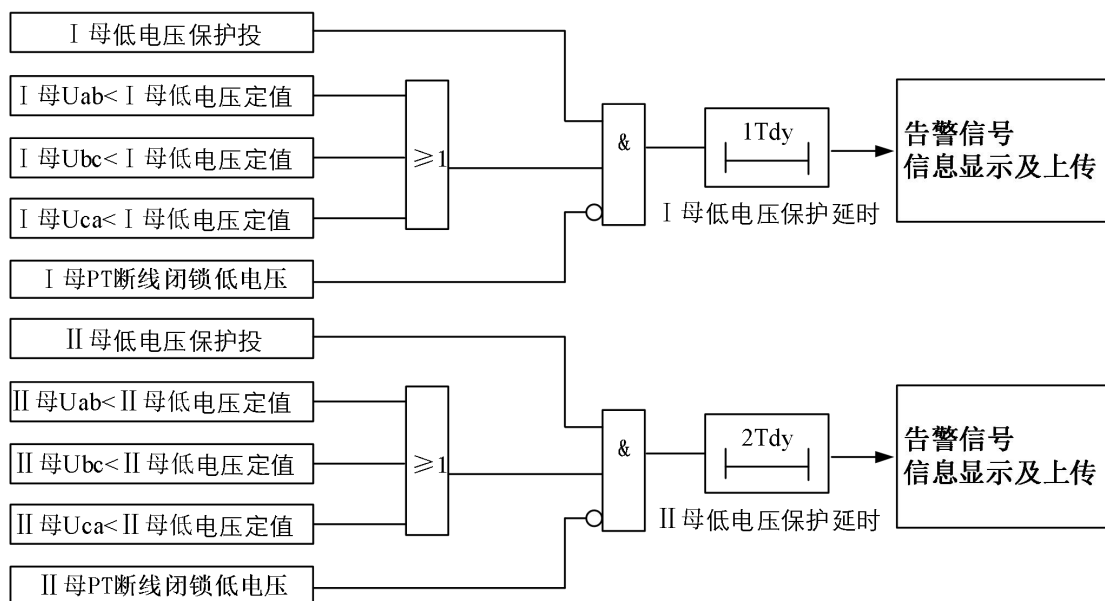 Ⅰ母低电压保护投
Ⅰ母Uab<Ⅰ母低电压定值
Ⅰ母Ubc<Ⅰ母低电压定值
Ⅰ母Uca<Ⅰ母低电压定值
Ⅰ母PT断线闭锁低电压
≥1
&
1Tdy
Ⅰ母低电压保护延时
告警信号
信息显示及上传
Ⅱ母低电压保护投
Ⅱ母Uab<Ⅱ母低电压定值
Ⅱ母Ubc<Ⅱ母低电压定值
Ⅱ母Uca<Ⅱ母低电压定值
Ⅱ母PT断线闭锁低电压
≥1
&
2Tdy
Ⅱ母低电压保护延时
告警信号
信息显示及上传